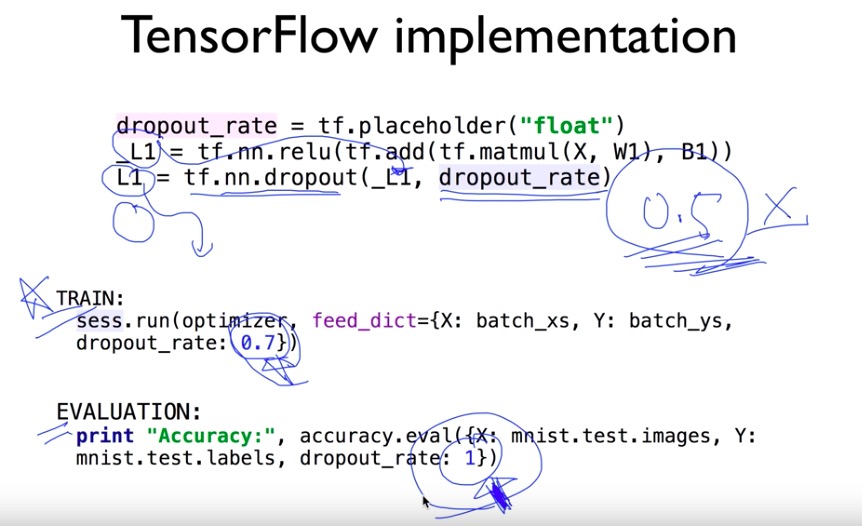 TensorFlow implementation
dropout_rate = tf.placeholder("float")
_L1 = tf.nn.relu(tf.add(tf.matmul(X, W1), B1))
L1 = tf.nn.dropout(_L1, dropout_rate)
0.5 X
TRAIN:
sess.run(optimizer, feed_dict={X: batch_xs, Y: batch_ys,
dropout_rate: 0.7})
EVALUATION:
print "Accuracy:", accuracy.eval({X: mnist.test.images, Y:
mnist.test.labels, dropout_rate: 1})